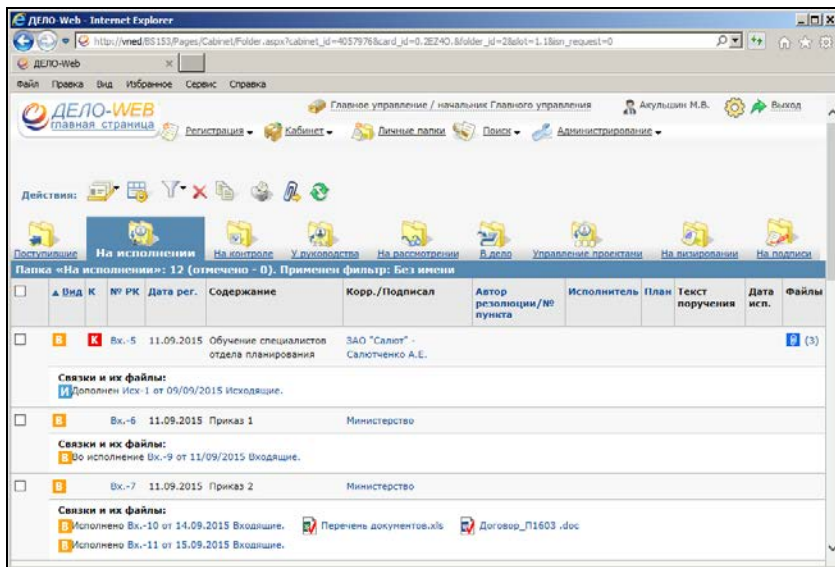 ДЕЛО-Web - Internet Explorer
http://vmed/BS153/Pages/Cabinet/Folder.aspx?cabinet_id=4057976&card_id=0.2EZ4O.&folder_id=2&slot=1.1&isn_request=0
ДЕЛО-Web
Файл Правка Вид Избранное Сервис Справка
ДЕЛО-WEB
главная страница
Главное управление / начальник Главного управления Акульшин М.В. Выход
Регистрация Кабинет Личные папки Поиск Администрирование
Действия:
Поступившие На исполнении На контроле У руководства На рассмотрении В дело Управление проектами На визировании На подписи
Папка «На исполнении»: 12 (отмечено - 0). Применен фильтр: Без имени
Вид К № РК Дата рег. Содержание Корр./Подписал Автор резолюции/№ пункта Исполнитель План Текст поручения Дата исп. Файлы
В К Вх.-5 11.09.2015 Обучение специалистов ЗАО "Салют" - (3)
отдела планирования Салютченко А.Е.
Связки и их файлы:
И Дополнен Исх-1 от 09/09/2015 Исходящие.
В Вх.-6 11.09.2015 Приказ 1 Министерство
Связки и их файлы:
В Во исполнение Вх.-9 от 11/09/2015 Входящие.
В Вх.-7 11.09.2015 Приказ 2 Министерство
Связки и их файлы:
В Исполнено Вх.-10 от 14.09.2015 Входящие. Перечень документов.xls Договор_П1603 .doc
В Исполнено Вх.-11 от 15.09.2015 Входящие.